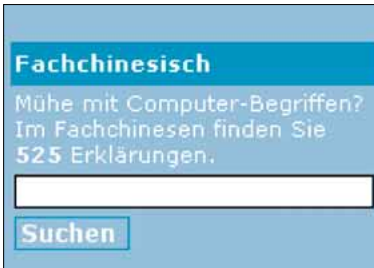 Fachchinesisch
Mühe mit Computer-Begriffen?
Im Fachchinesen finden Sie
525 Erklärungen.
Suchen